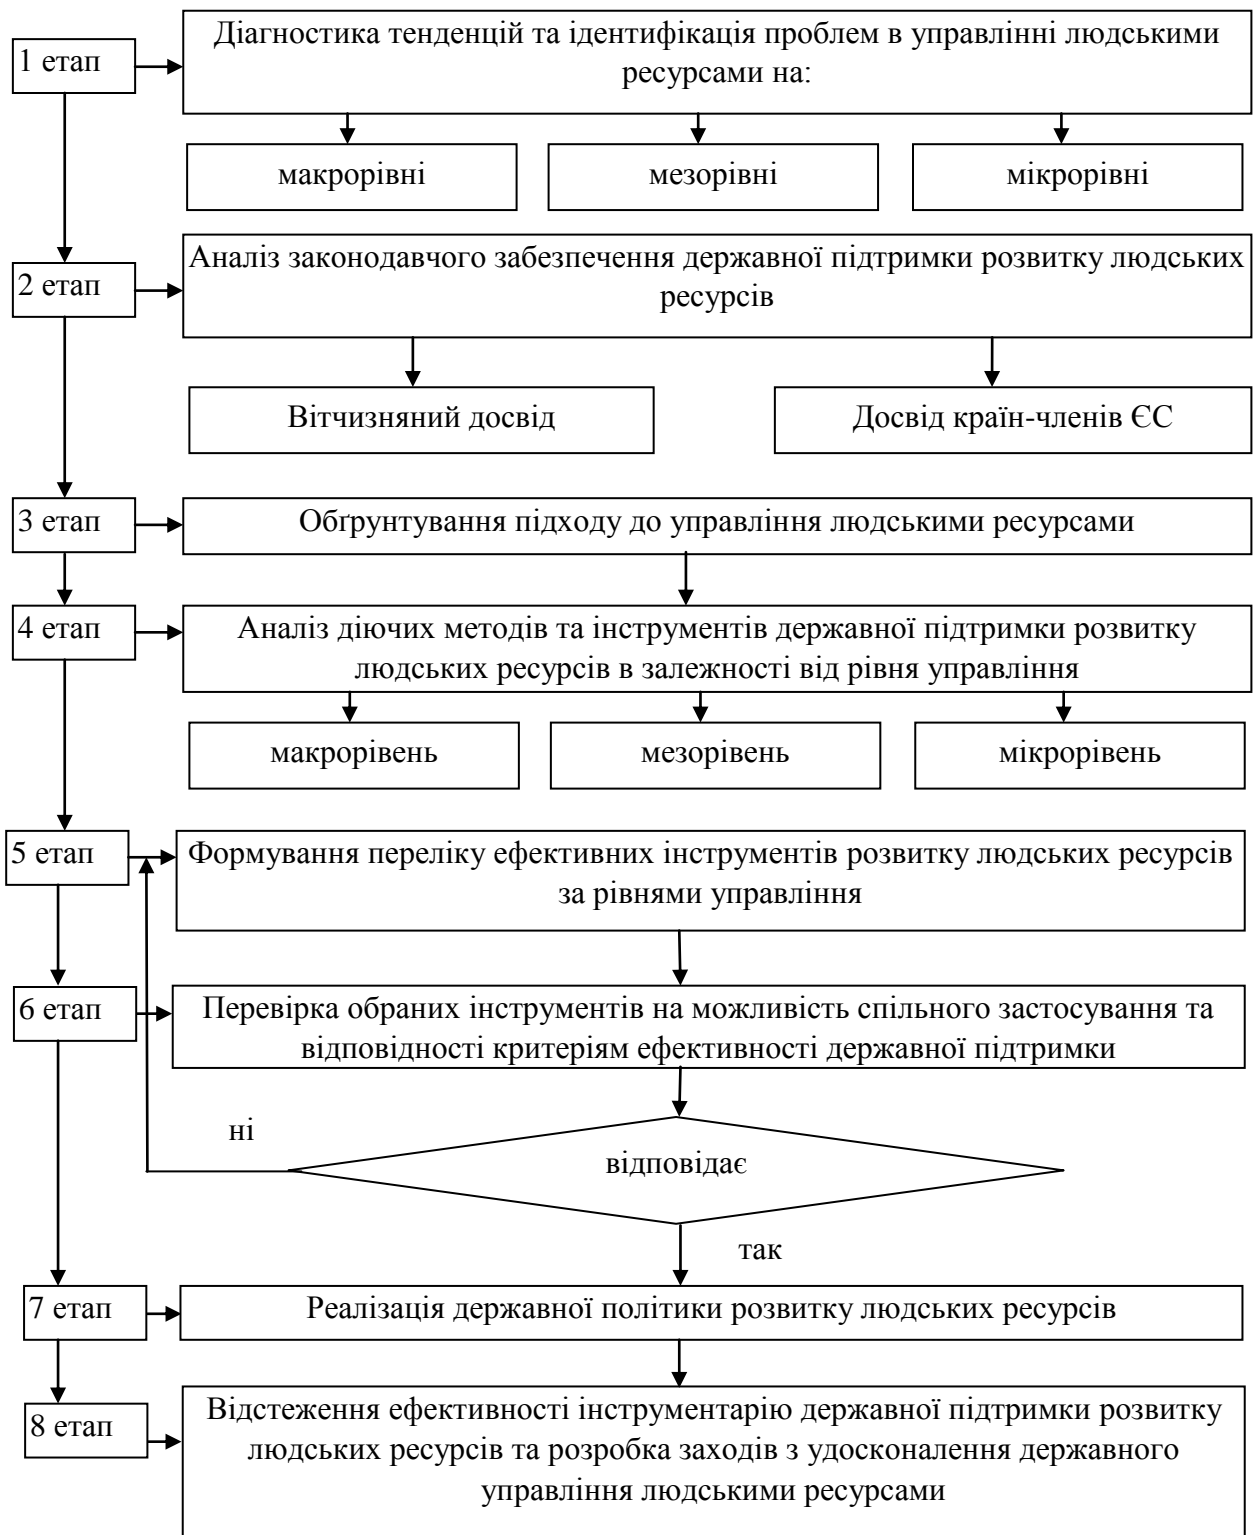 1 етап
Діагностика тенденцій та ідентифікація проблем в управлінні людськими
ресурсами на:
макрорівні
мезорівні
мікрорівні
2 етап
Аналіз законодавчого забезпечення державної підтримки розвитку людських
ресурсів
Вітчизняний досвід
Досвід країн-членів ЄС
3 етап
Обґрунтування підходу до управління людськими ресурсами
4 етап
Аналіз діючих методів та інструментів державної підтримки розвитку
людських ресурсів в залежності від рівня управління
макрорівень
мезорівень
мікрорівень
5 етап
Формування переліку ефективних інструментів розвитку людських ресурсів
за рівнями управління
6 етап
Перевірка обраних інструментів на можливість спільного застосування та
відповідності критеріям ефективності державної підтримки
ні
відповідає
так
7 етап
Реалізація державної політики розвитку людських ресурсів
8 етап
Відстеження ефективності інструментарію державної підтримки розвитку
людських ресурсів та розробка заходів з удосконалення державного
управління людськими ресурсами